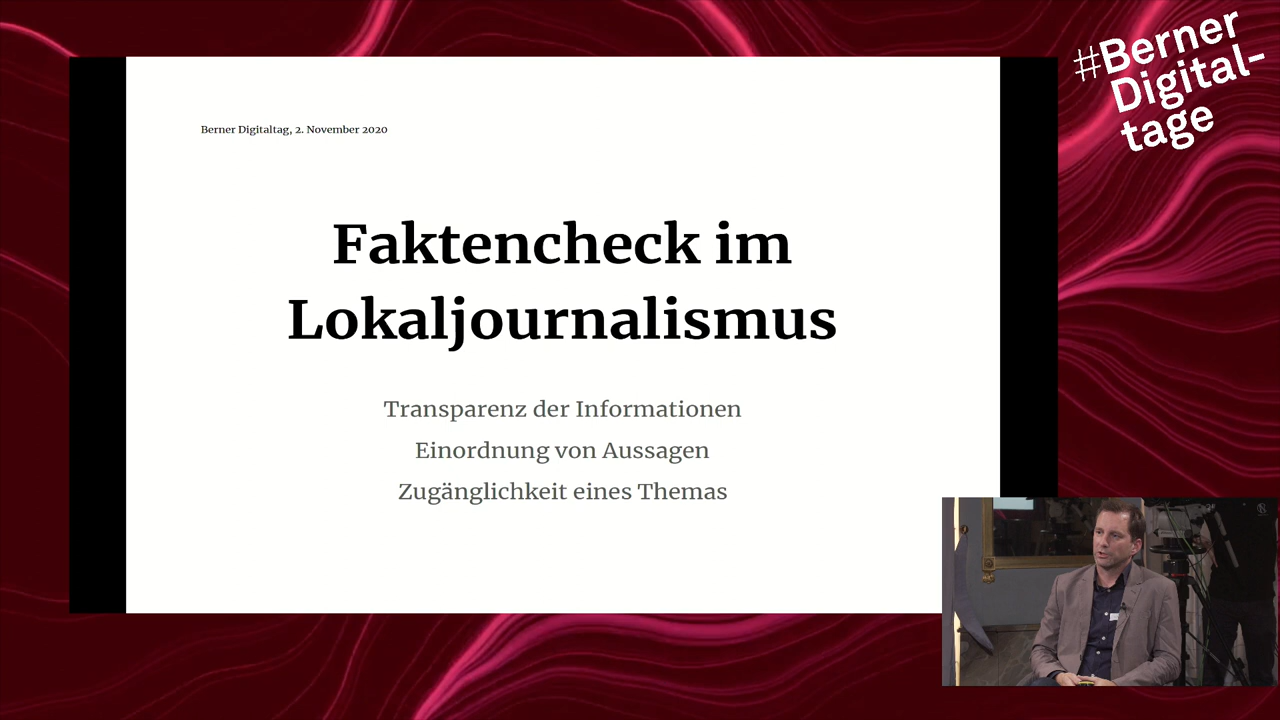 #Berner
Digital-
tage
Berner Digitaltag, 2. November 2020
Faktencheck im
Lokaljournalismus
Transparenz der Informationen
Einordnung von Aussagen
Zugänglichkeit eines Themas